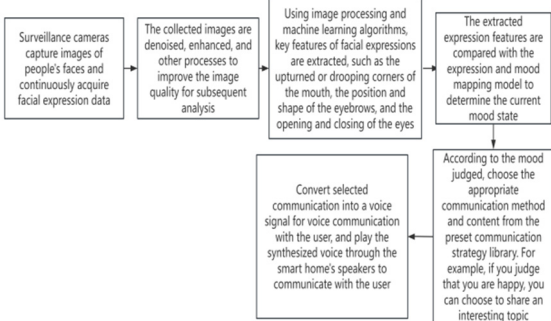 Surveillance cameras
capture images of
people's faces and
continuously acquire
facial expression data
The collected images are
denoised, enhanced, and
other processes to
improve the image
quality for subsequent
analysis
Using image processing and
machine learning algorithms,
key features of facial expressions
are extracted, such as the
upturned or drooping corners of
the mouth, the position and
shape of the eyebrows, and the
opening and closing of the eyes
The extracted
expression features are
compared with the
expression and mood
mapping model to
determine the current
mood state
According to the mood
judged, choose the
appropriate
communication method
and content from the
preset communication
strategy library. For
example, if you judge
that you are happy, you
can choose to share an
interesting topic
Convert selected
communication into a voice
signal for voice communication
with the user, and play the
synthesized voice through the
smart home's speakers to
communicate with the user